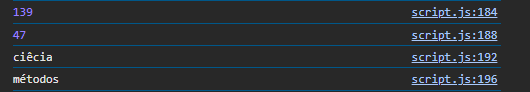 139 script.js:184
47 script.js:188
ciêcia script.js:192
métodos script.js:196